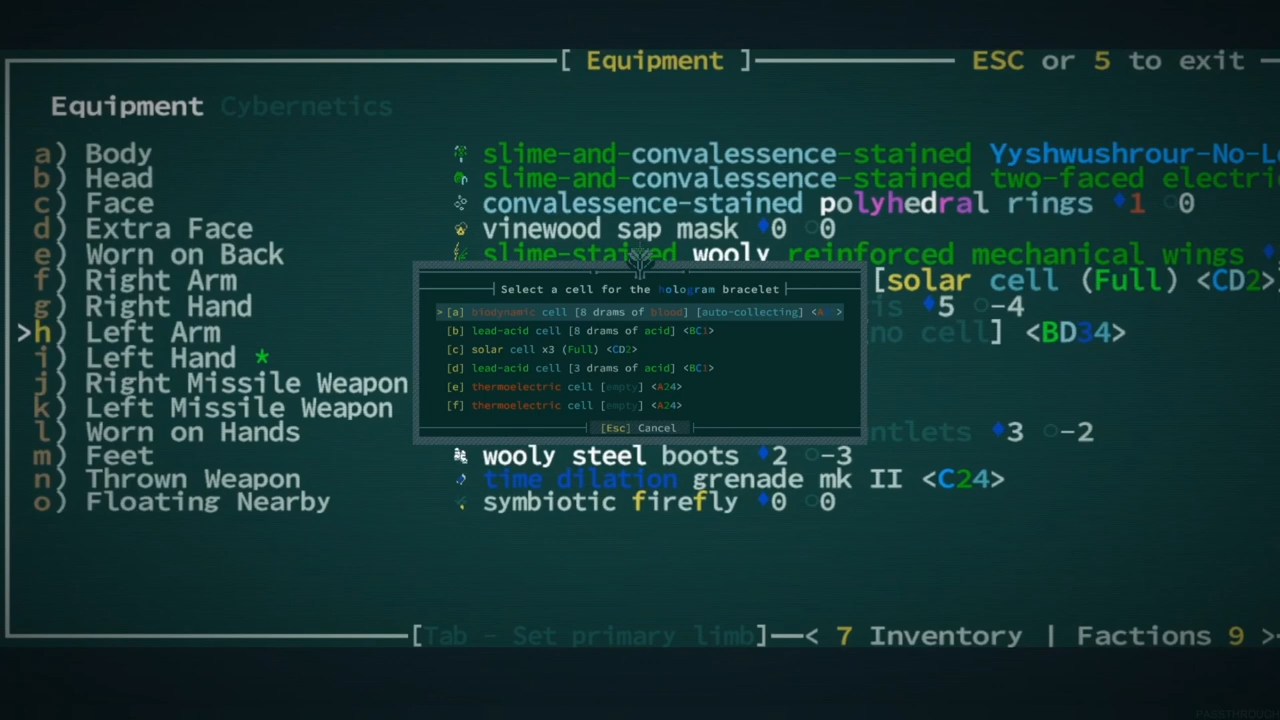 [ Equipment ] ESC or 5 to exit
Equipment Cybernetics
a) Body slime-and-convalessence-stained Yyshwushrour-No-L
b) Head slime-and-convalessence-stained two-faced electri
c) Face convalessence-stained polyhedral rings ♦1 ○0
d) Extra Face vinewood sap mask ♦0 ○0
e) Worn on Back slime-stained wooly reinforced mechanical wings ♦
f) Right Arm [solar cell (Full) <CD2>
g) Right Hand is ♦5 ○-4
>h) Left Arm no cell] <BD34>
i) Left Hand *
j) Right Missile Weapon
k) Left Missile Weapon
l) Worn on Hands ntlets ♦3 ○-2
m) Feet wooly steel boots ♦2 ○-3
n) Thrown Weapon time dilation grenade mk II <C24>
o) Floating Nearby symbiotic firefly ♦0 ○0
Select a cell for the hologram bracelet
>[a] biodynamic cell [8 drams of blood] [auto-collecting] <A >
[b] lead-acid cell [8 drams of acid] <BC1>
[c] solar cell x3 (Full) <CD2>
[d] lead-acid cell [3 drams of acid] <BC1>
[e] thermoelectric cell [empty] <A24>
[f] thermoelectric cell [empty] <A24>
[Esc] Cancel
[Tab - Set primary limb] < 7 Inventory | Factions 9 >